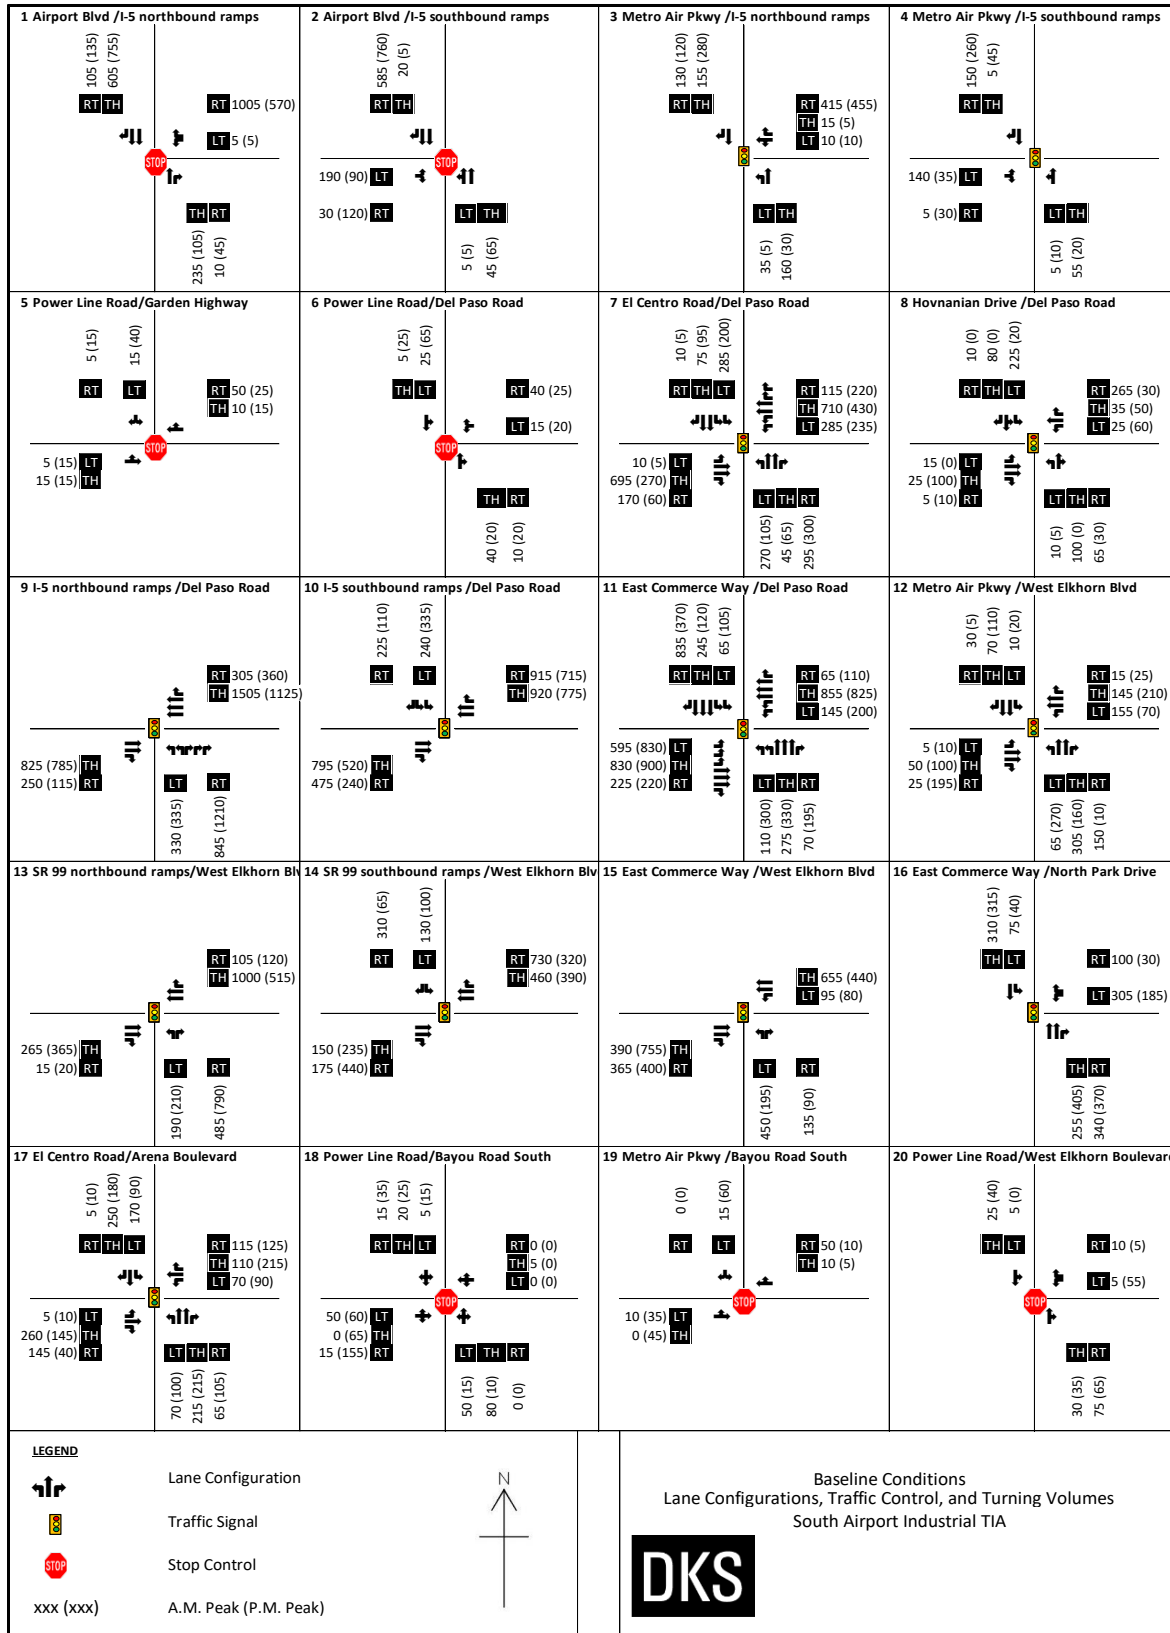 1 Airport Blvd /I-5 northbound ramps
105 (135)
605 (755)
RT TH
RT 1005 (570)
LT 5 (5)
STOP
TH RT
235 (105)
10 (45)
2 Airport Blvd /I-5 southbound ramps
585 (760)
20 (5)
RT TH
STOP
190 (90) LT
30 (120) RT
LT TH
5 (5)
45 (65)
3 Metro Air Pkwy /I-5 northbound ramps
130 (120)
155 (280)
RT TH
RT 415 (455)
TH 15 (5)
LT 10 (10)
LT TH
35 (5)
160 (30)
4 Metro Air Pkwy /I-5 southbound ramps
150 (260)
5 (45)
RT TH
140 (35) LT
5 (30) RT
LT TH
5 (10)
55 (20)
5 Power Line Road/Garden Highway
5 (15)
15 (40)
RT LT
RT 50 (25)
TH 10 (15)
STOP
5 (15) LT
15 (15) TH
6 Power Line Road/Del Paso Road
5 (25)
25 (65)
TH LT
RT 40 (25)
LT 15 (20)
STOP
TH RT
40 (20)
10 (20)
7 El Centro Road/Del Paso Road
10 (5)
75 (95)
285 (200)
RT TH LT
RT 115 (220)
TH 710 (430)
LT 285 (235)
10 (5) LT
695 (270) TH
170 (60) RT
LT TH RT
270 (105)
45 (65)
295 (300)
8 Hovnanian Drive /Del Paso Road
10 (0)
80 (0)
225 (20)
RT TH LT
RT 265 (30)
TH 35 (50)
LT 25 (60)
15 (0) LT
25 (100) TH
5 (10) RT
LT TH RT
10 (5)
100 (0)
65 (30)
9 I-5 northbound ramps /Del Paso Road
RT 305 (360)
TH 1505 (1125)
825 (785) TH
250 (115) RT
LT RT
330 (335)
845 (1210)
10 I-5 southbound ramps /Del Paso Road
225 (110)
240 (335)
RT LT
RT 915 (715)
TH 920 (775)
795 (520) TH
475 (240) RT
11 East Commerce Way /Del Paso Road
835 (370)
245 (120)
65 (105)
RT TH LT
RT 65 (110)
TH 855 (825)
LT 145 (200)
595 (830) LT
830 (900) TH
225 (220) RT
LT TH RT
110 (300)
275 (330)
70 (195)
12 Metro Air Pkwy /West Elkhorn Blvd
30 (5)
70 (110)
10 (20)
RT TH LT
RT 15 (25)
TH 145 (210)
LT 155 (70)
5 (10) LT
50 (100) TH
25 (195) RT
LT TH RT
65 (270)
305 (160)
150 (10)
13 SR 99 northbound ramps/West Elkhorn Blv
RT 105 (120)
TH 1000 (515)
265 (365) TH
15 (20) RT
LT RT
190 (210)
485 (790)
14 SR 99 southbound ramps /West Elkhorn Blv
310 (65)
130 (100)
RT LT
RT 730 (320)
TH 460 (390)
150 (235) TH
175 (440) RT
15 East Commerce Way /West Elkhorn Blvd
TH 655 (440)
LT 95 (80)
390 (755) TH
365 (400) RT
LT RT
450 (195)
135 (90)
16 East Commerce Way /North Park Drive
310 (315)
75 (40)
TH LT
RT 100 (30)
LT 305 (185)
TH RT
255 (405)
340 (370)
17 El Centro Road/Arena Boulevard
5 (10)
250 (180)
170 (90)
RT TH LT
RT 115 (125)
TH 110 (215)
LT 70 (90)
5 (10) LT
260 (145) TH
145 (40) RT
LT TH RT
70 (100)
215 (215)
65 (105)
18 Power Line Road/Bayou Road South
15 (35)
20 (25)
5 (15)
RT TH LT
RT 0 (0)
TH 5 (0)
LT 0 (0)
STOP
50 (60) LT
0 (65) TH
15 (155) RT
LT TH RT
50 (15)
80 (10)
0 (0)
19 Metro Air Pkwy /Bayou Road South
0 (0)
15 (60)
RT LT
RT 50 (10)
TH 10 (5)
STOP
10 (35) LT
0 (45) TH
20 Power Line Road/West Elkhorn Boulevard
25 (40)
5 (0)
TH LT
RT 10 (5)
LT 5 (55)
STOP
TH RT
30 (35)
75 (65)
LEGEND
Lane Configuration
Traffic Signal
STOP Stop Control
xxx (xxx) A.M. Peak (P.M. Peak)
N
Baseline Conditions
Lane Configurations, Traffic Control, and Turning Volumes
South Airport Industrial TIA
DKS